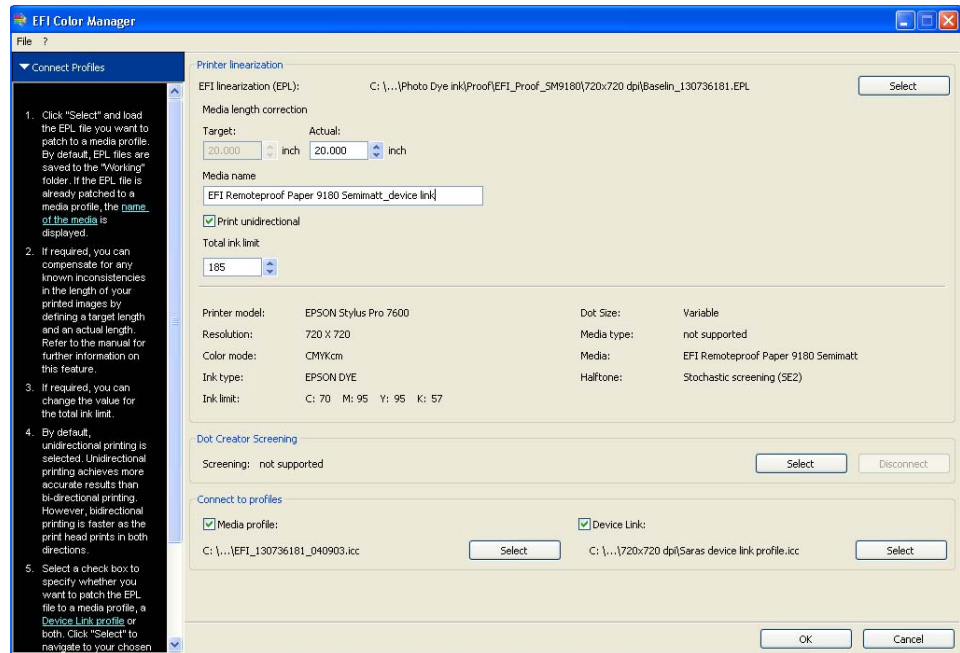 EFI Color Manager
File ?
Connect Profiles
1. Click "Select" and load
the EPL file you want to
patch to a media profile.
By default, EPL files are
saved to the "Working"
folder. If the EPL file is
already patched to a
media profile, the name
of the media is
displayed.
2. If required, you can
compensate for any
known inconsistencies
in the length of your
printed images by
defining a target length
and an actual length.
Refer to the manual for
further information on
this feature.
3. If required, you can
change the value for
the total ink limit.
4. By default,
unidirectional printing is
selected. Unidirectional
printing achieves more
accurate results than
bi-directional printing.
However, bidirectional
printing is faster as the
print head prints in both
directions.
5. Select a check box to
specify whether you
want to patch the EPL
file to a media profile, a
Device Link profile or
both. Click "Select" to
navigate to your chosen
Printer linearization
EFI linearization (EPL): C: \...\Photo Dye ink\Proof\EFI_Proof_SM9180\720x720 dpi\Baselin_130736181.EPL Select
Media length correction
Target: Actual:
20.000 inch 20.000 inch
Media name
EFI Remoteproof Paper 9180 Semimatt_device link
Print unidirectional
Total ink limit
185
Printer model: EPSON Stylus Pro 7600 Dot Size: Variable
Resolution: 720 X 720 Media type: not supported
Color mode: CMYKcm Media: EFI Remoteproof Paper 9180 Semimatt
Ink type: EPSON DYE Halftone: Stochastic screening (SE2)
Ink limit: C: 70 M: 95 Y: 95 K: 57
Dot Creator Screening
Screening: not supported Select Disconnect
Connect to profiles
Media profile: Device Link:
C: \...\EFI_130736181_040903.icc Select C: \...\720x720 dpi\Saras device link profile.icc Select
OK Cancel